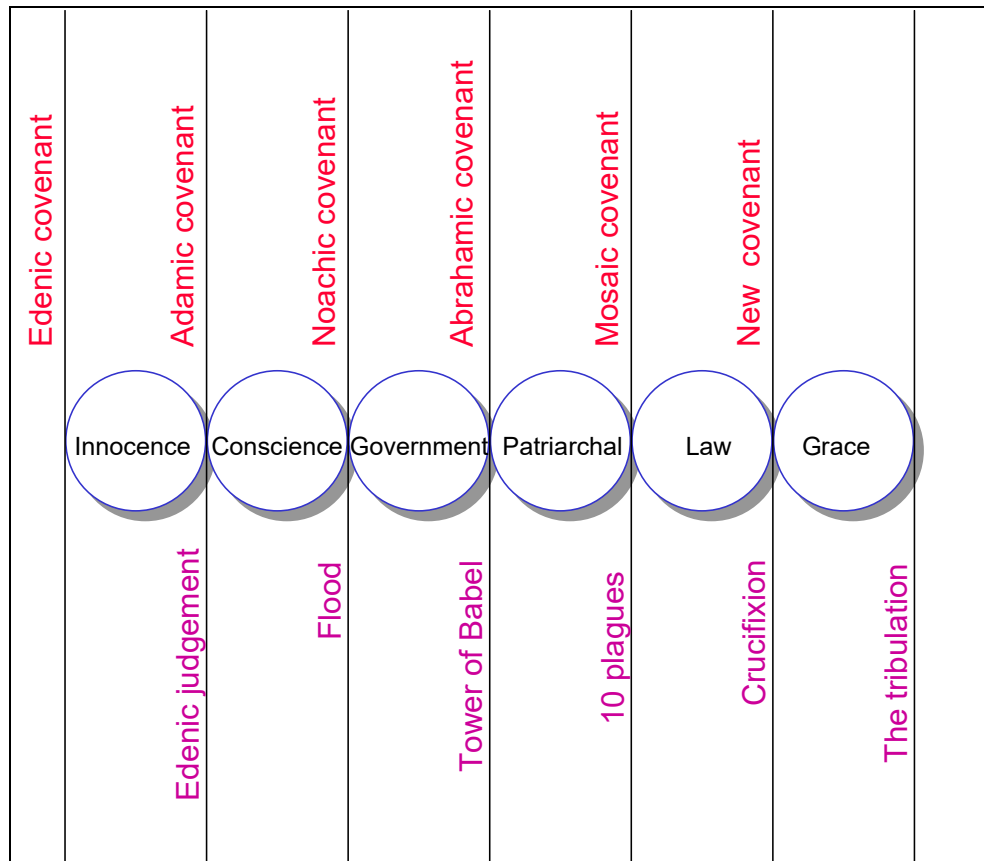 Edenic covenant
Adamic covenant
Noachic covenant
Abrahamic covenant
Mosaic covenant
New covenant
Innocence
Conscience
Government
Patriarchal
Law
Grace
Edenic judgement
Flood
Tower of Babel
10 plagues
Crucifixion
The tribulation